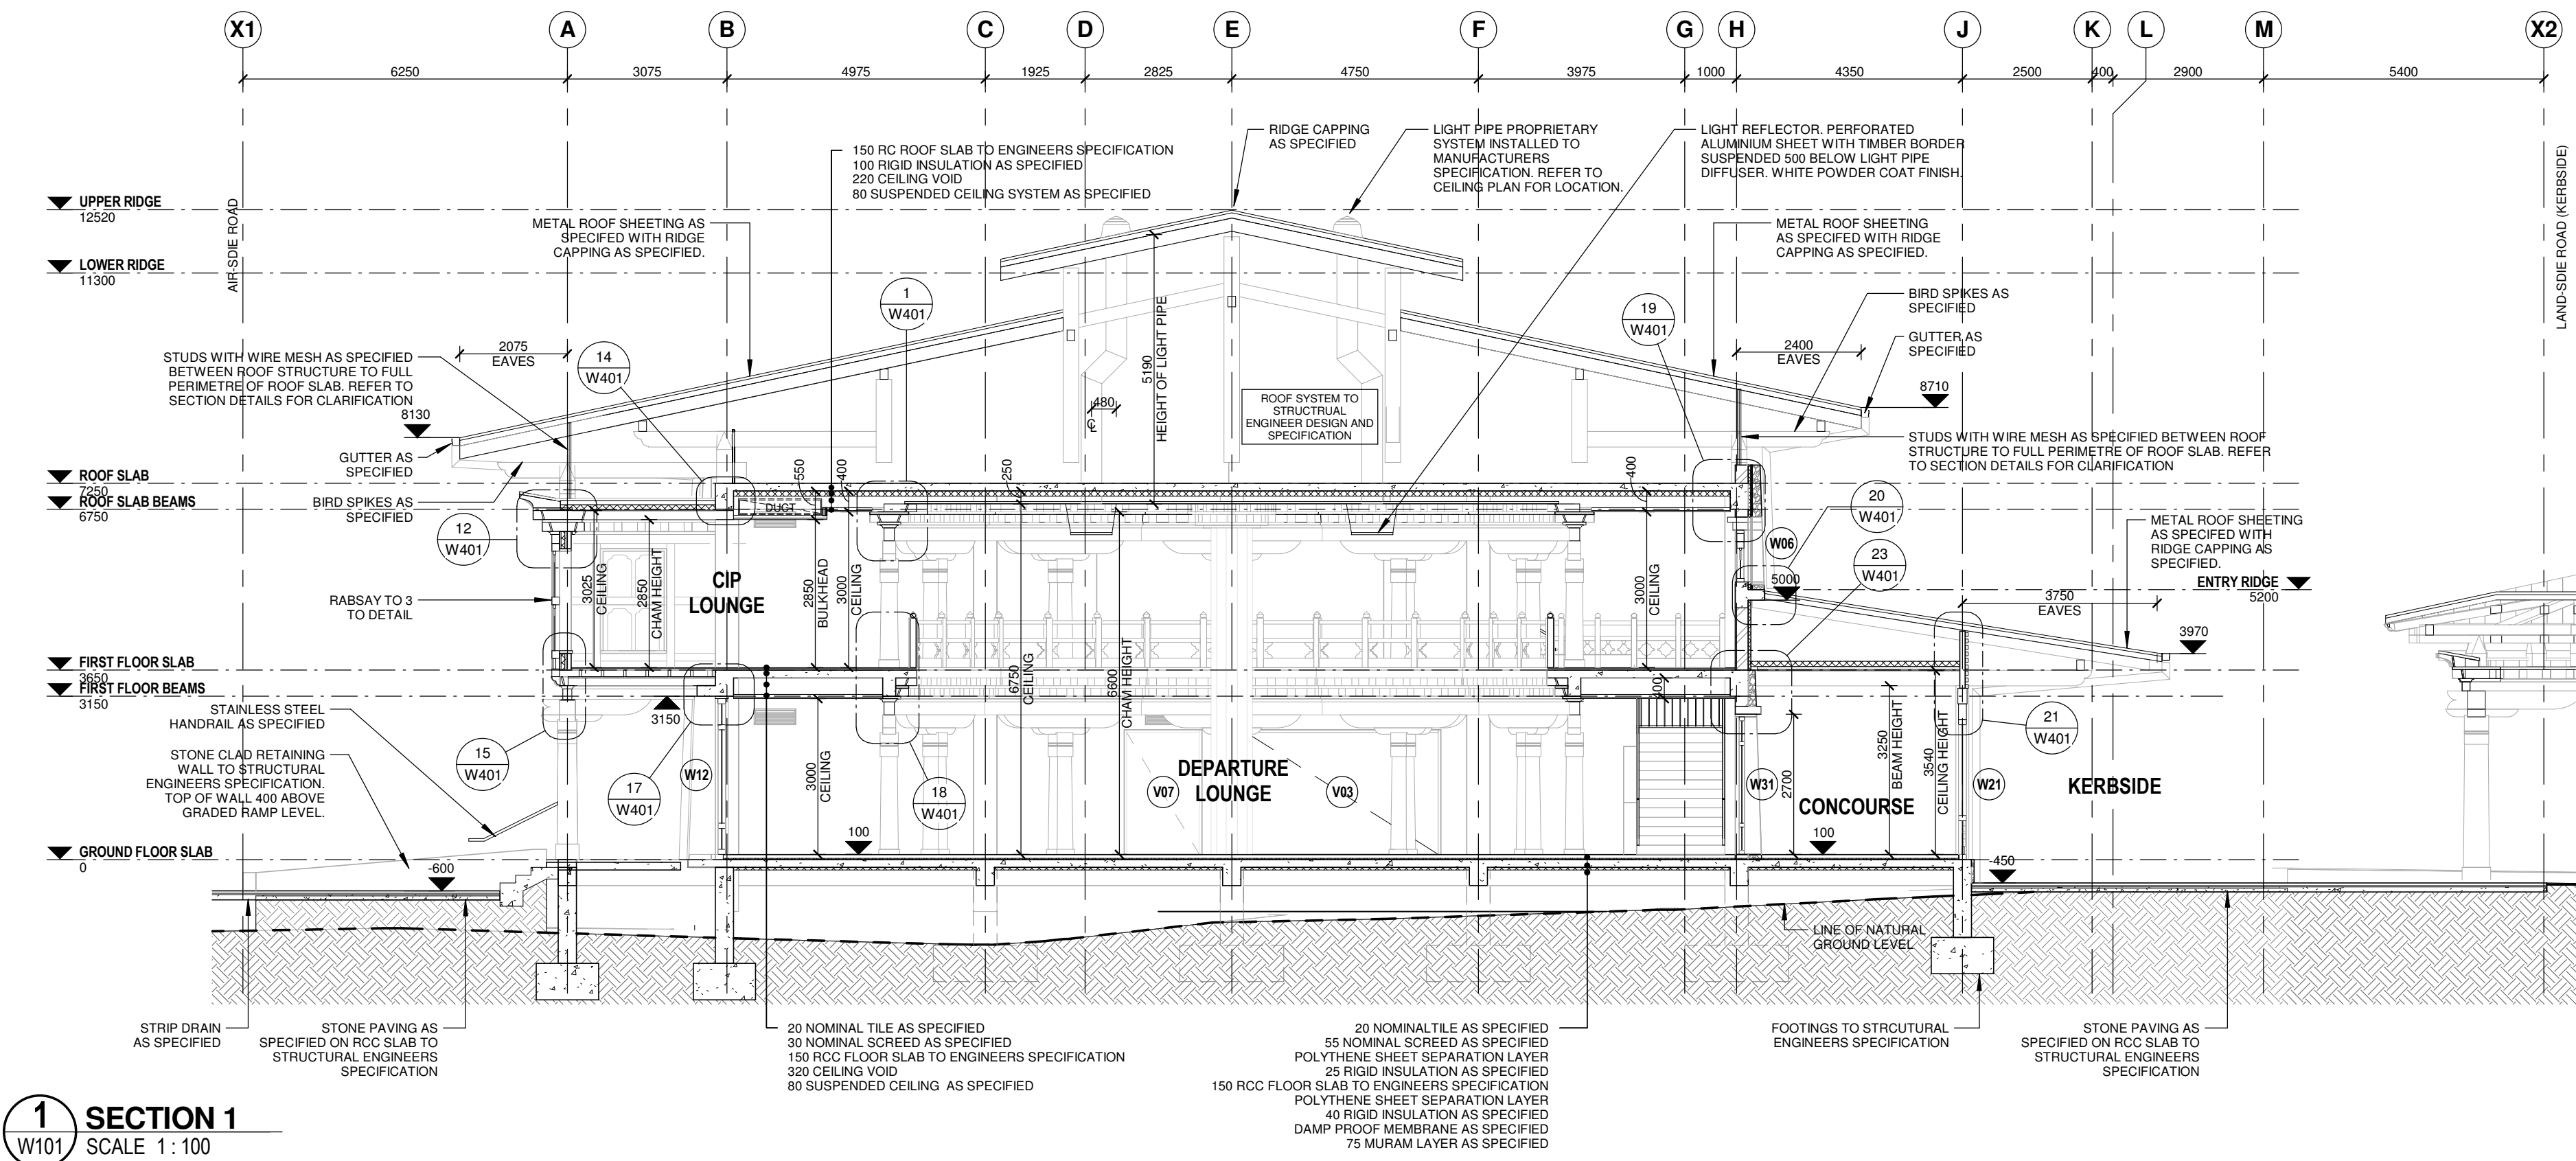 X1 A B C D E F G H J K L M X2
6250 3075 4975 1925 2825 4750 3975 1000 4350 2500 400 2900 5400
AIR-SDIE ROAD
LAND-SDIE ROAD (KERBSIDE)
UPPER RIDGE
12520
LOWER RIDGE
11300
ROOF SLAB
7250
ROOF SLAB BEAMS
6750
FIRST FLOOR SLAB
3650
FIRST FLOOR BEAMS
3150
GROUND FLOOR SLAB
0
150 RC ROOF SLAB TO ENGINEERS SPECIFICATION
100 RIGID INSULATION AS SPECIFIED
220 CEILING VOID
80 SUSPENDED CEILING SYSTEM AS SPECIFIED
RIDGE CAPPING
AS SPECIFIED
LIGHT PIPE PROPRIETARY
SYSTEM INSTALLED TO
MANUFACTURERS
SPECIFICATION. REFER TO
CEILING PLAN FOR LOCATION.
LIGHT REFLECTOR. PERFORATED
ALUMINIUM SHEET WITH TIMBER BORDER
SUSPENDED 500 BELOW LIGHT PIPE
DIFFUSER. WHITE POWDER COAT FINISH.
METAL ROOF SHEETING AS
SPECIFED WITH RIDGE
CAPPING AS SPECIFIED.
METAL ROOF SHEETING
AS SPECIFED WITH RIDGE
CAPPING AS SPECIFIED.
BIRD SPIKES AS
SPECIFIED
GUTTER AS
SPECIFIED
1
W401
19
W401
14
W401
2075
EAVES
2400
EAVES
STUDS WITH WIRE MESH AS SPECIFIED
BETWEEN ROOF STRUCTURE TO FULL
PERIMETRE OF ROOF SLAB. REFER TO
SECTION DETAILS FOR CLARIFICATION
8130
8710
5190
HEIGHT OF LIGHT PIPE
480
CL
ROOF SYSTEM TO
STRUCTRUAL
ENGINEER DESIGN AND
SPECIFICATION
STUDS WITH WIRE MESH AS SPECIFIED BETWEEN ROOF
STRUCTURE TO FULL PERIMETRE OF ROOF SLAB. REFER
TO SECTION DETAILS FOR CLARIFICATION
GUTTER AS
SPECIFIED
BIRD SPIKES AS
SPECIFIED
550
400
250
400
DUCT
12
W401
20
W401
23
W401
W06
5000
METAL ROOF SHEETING
AS SPECIFED WITH
RIDGE CAPPING AS
SPECIFIED.
ENTRY RIDGE
5200
3750
EAVES
3970
RABSAY TO 3
TO DETAIL
3025
CEILING
2850
CHAM HEIGHT
CIP
LOUNGE
2850
BULKHEAD
3000
CEILING
6750
CEILING
6600
CHAM HEIGHT
3000
CEILING
400
3150
STAINLESS STEEL
HANDRAIL AS SPECIFIED
STONE CLAD RETAINING
WALL TO STRUCTURAL
ENGINEERS SPECIFICATION.
TOP OF WALL 400 ABOVE
GRADED RAMP LEVEL.
15
W401
17
W401
W12
3000
CEILING
18
W401
DEPARTURE
LOUNGE
V07
V03
W31
2700
CONCOURSE
3250
BEAM HEIGHT
3540
CEILING HEIGHT
W21
21
W401
KERBSIDE
100
100
-600
-450
LINE OF NATURAL
GROUND LEVEL
STRIP DRAIN
AS SPECIFIED
STONE PAVING AS
SPECIFIED ON RCC SLAB TO
STRUCTURAL ENGINEERS
SPECIFICATION
20 NOMINAL TILE AS SPECIFIED
30 NOMINAL SCREED AS SPECIFIED
150 RCC FLOOR SLAB TO ENGINEERS SPECIFICATION
320 CEILING VOID
80 SUSPENDED CEILING AS SPECIFIED
20 NOMINALTILE AS SPECIFIED
55 NOMINAL SCREED AS SPECIFIED
POLYTHENE SHEET SEPARATION LAYER
25 RIGID INSULATION AS SPECIFIED
150 RCC FLOOR SLAB TO ENGINEERS SPECIFICATION
POLYTHENE SHEET SEPARATION LAYER
40 RIGID INSULATION AS SPECIFIED
DAMP PROOF MEMBRANE AS SPECIFIED
75 MURAM LAYER AS SPECIFIED
FOOTINGS TO STRCUTURAL
ENGINEERS SPECIFICATION
STONE PAVING AS
SPECIFIED ON RCC SLAB TO
STRUCTURAL ENGINEERS
SPECIFICATION
1
W101
SECTION 1
SCALE 1 : 100